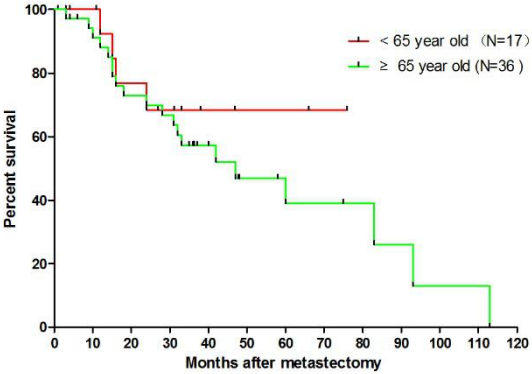 100
80
60
40
20
0
Percent survival
< 65 year old （N=17）
≥ 65 year old (N=36 )
0 10 20 30 40 50 60 70 80 90 100 110 120
Months after metastectomy